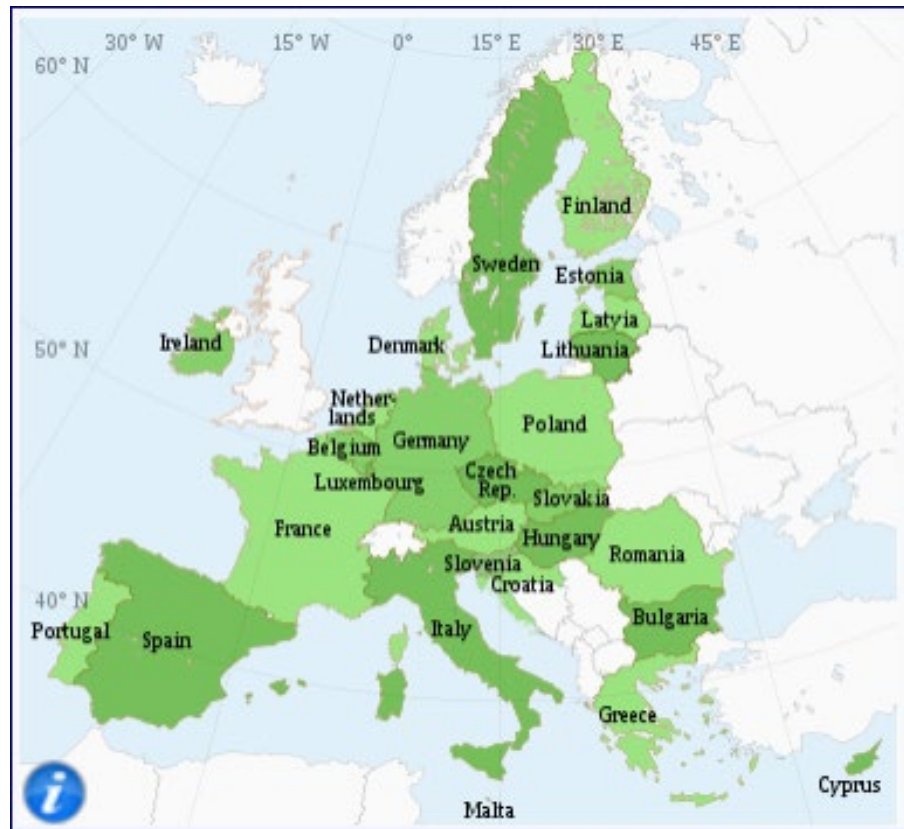 30° W
15° W
0°
15° E
30° E
45° E
60° N
Finland
Sweden
Estonia
Latvia
Ireland
Denmark
Lithuania
50° N
Nether-
lands
Poland
Belgium
Germany
Czech
Rep.
Luxembourg
Slovakia
France
Austria
Hungary
Romania
Slovenia
Croatia
40° N
Portugal
Spain
Italy
Bulgaria
Greece
Cyprus
Malta
i